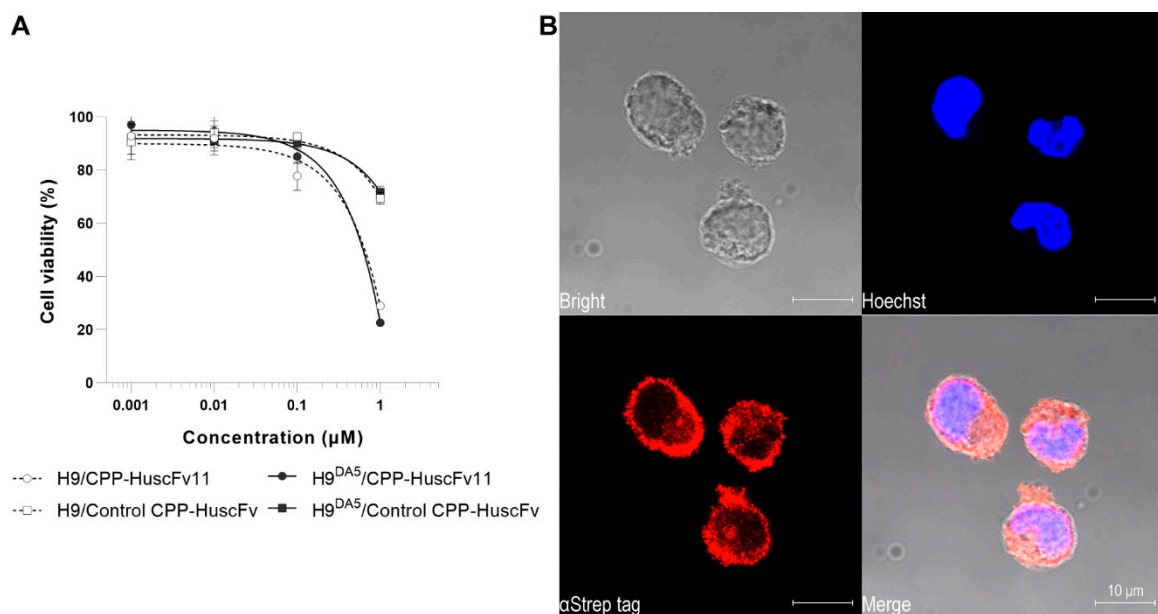 A
B
100
80
60
40
20
0
Cell viability (%)
0.001 0.01 0.1 1
Concentration (µM)
H9/CPP-HuscFv11 H9DA5/CPP-HuscFv11
H9/Control CPP-HuscFv H9DA5/Control CPP-HuscFv
Bright
Hoechst
αStrep tag
Merge
10 µm